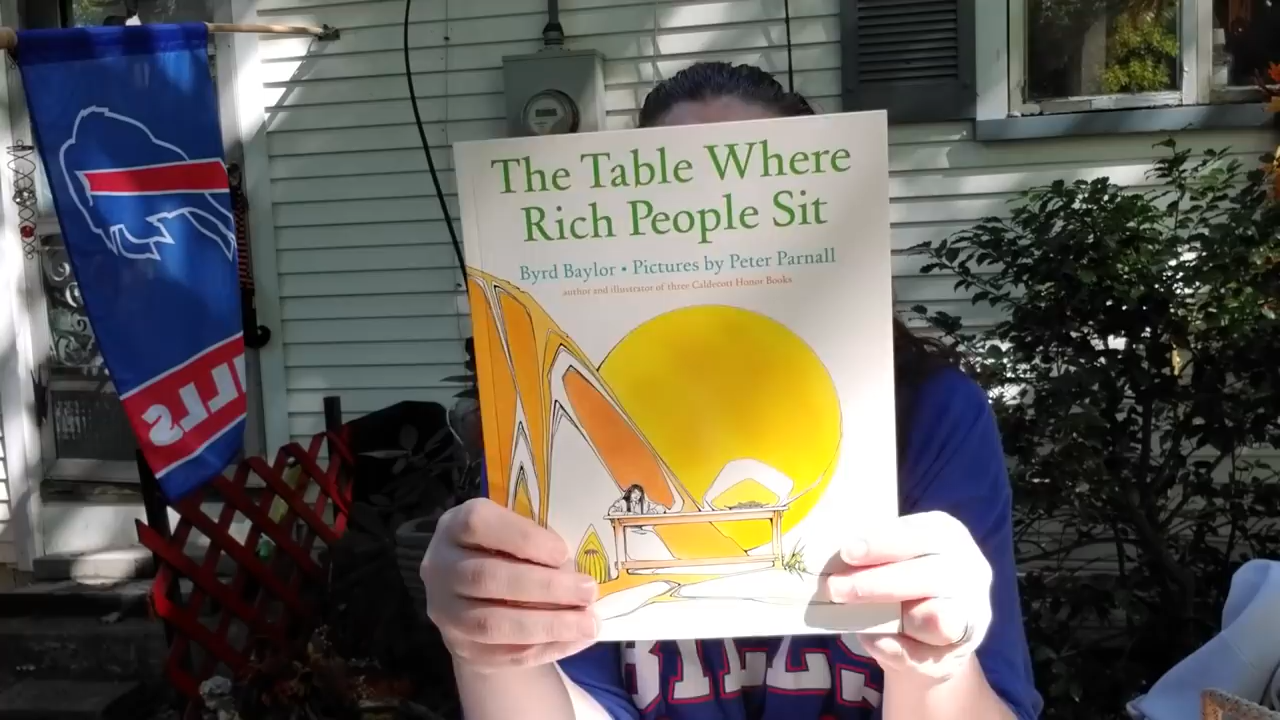 The Table Where
Rich People Sit
Byrd Baylor • Pictures by Peter Parnall
author and illustrator of three Caldecott Honor Books
BILLS